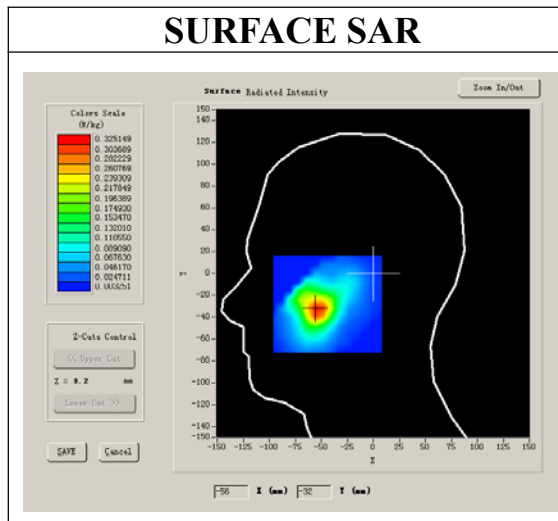 SURFACE SAR
Surface Radiated Intensity
Zoom In/Out
Colors Scale
(W/kg)
0.325149
0.303689
0.282229
0.260769
0.239309
0.217849
0.196389
0.174930
0.153470
0.132010
0.110550
0.089090
0.067630
0.046170
0.024711
0.003251
150
140
120
100
80
60
40
20
0
-20
-40
-60
-80
-100
-120
-140
-150
Y
-150 -125 -100 -75 -50 -25 0 25 50 75 100 125 150
X
Z-Cuts Control
<< Upper Cut
Z = 0.2 mm
Lower Cut >>
SAVE Cancel
-56 X (mm) -32 Y (mm)